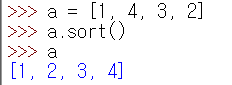 >>> a = [1, 4, 3, 2]
>>> a.sort()
>>> a
[1, 2, 3, 4]